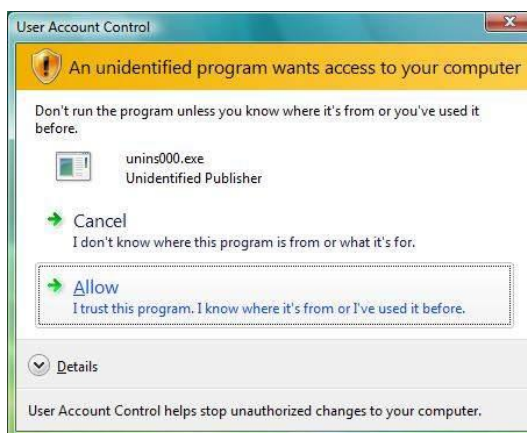 User Account Control
An unidentified program wants access to your computer
Don't run the program unless you know where it's from or you've used it
before.
unins000.exe
Unidentified Publisher
Cancel
I don't know where this program is from or what it's for.
Allow
I trust this program. I know where it's from or I've used it before.
Details
User Account Control helps stop unauthorized changes to your computer.